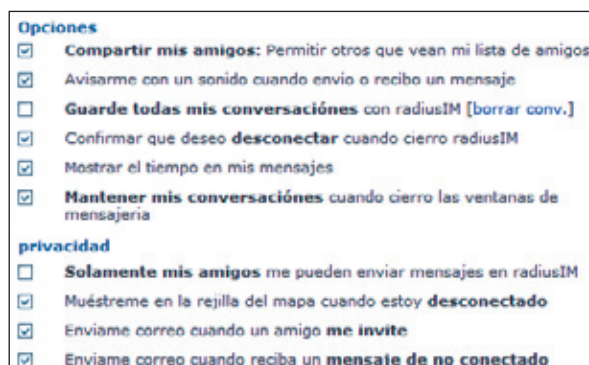 Opciones
Compartir mis amigos: Permitir otros que vean mi lista de amigos
Avisarme con un sonido cuando envio o recibo un mensaje
Guarde todas mis conversaciónes con radiusIM [borrar conv.]
Confirmar que deseo desconectar cuando cierro radiusIM
Mostrar el tiempo en mis mensajes
Mantener mis conversaciónes cuando cierro las ventanas de
mensajeria
privacidad
Solamente mis amigos me pueden enviar mensajes en radiusIM
Muéstreme en la rejilla del mapa cuando estoy desconectado
Enviame correo cuando un amigo me invite
Enviame correo cuando reciba un mensaje de no conectado